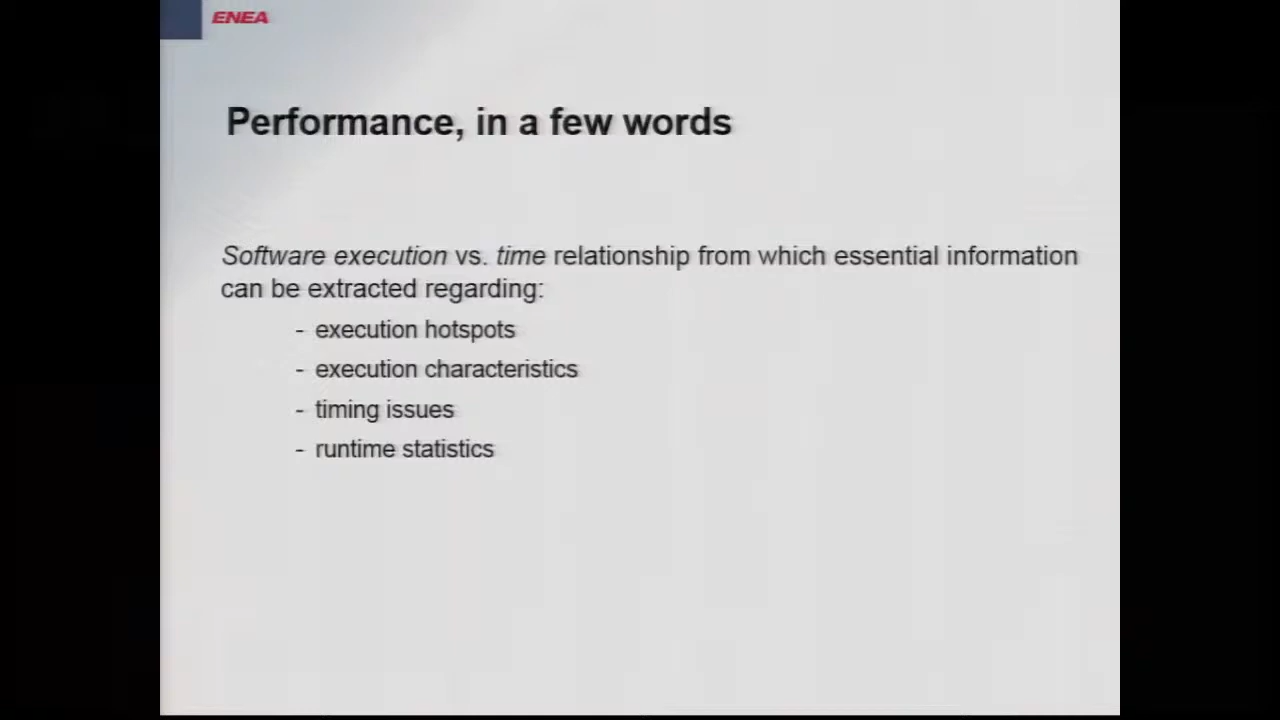 ENEA
Performance, in a few words
Software execution vs. time relationship from which essential information
can be extracted regarding:
- execution hotspots
- execution characteristics
- timing issues
- runtime statistics